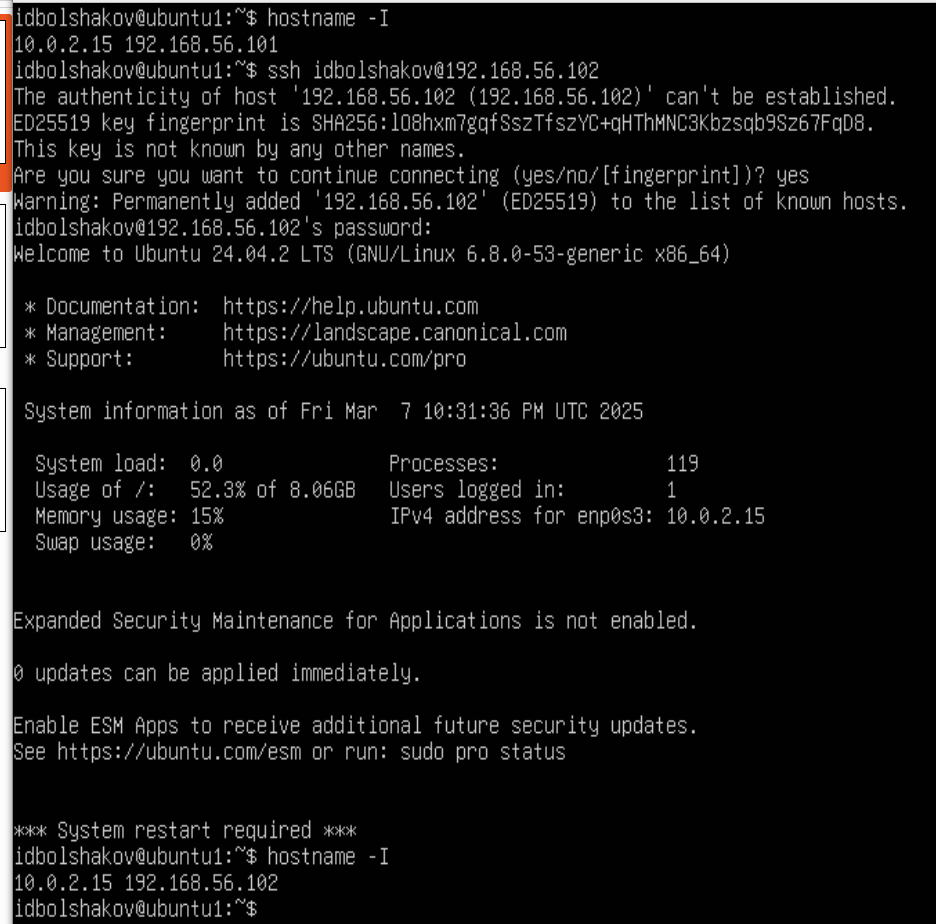 idbolshakov@ubuntu1:~$ hostname -I
10.0.2.15 192.168.56.101
idbolshakov@ubuntu1:~$ ssh idbolshakov@192.168.56.102
The authenticity of host '192.168.56.102 (192.168.56.102)' can't be established.
ED25519 key fingerprint is SHA256:lO8hxm7gqfSszTfszYC+qHThMNC3Kbzsqb9Sz67FqD8.
This key is not known by any other names.
Are you sure you want to continue connecting (yes/no/[fingerprint])? yes
Warning: Permanently added '192.168.56.102' (ED25519) to the list of known hosts.
idbolshakov@192.168.56.102's password:
Welcome to Ubuntu 24.04.2 LTS (GNU/Linux 6.8.0-53-generic x86_64)
* Documentation: https://help.ubuntu.com
* Management: https://landscape.canonical.com
* Support: https://ubuntu.com/pro
System information as of Fri Mar 7 10:31:36 PM UTC 2025
System load: 0.0 Processes: 119
Usage of /: 52.3% of 8.06GB Users logged in: 1
Memory usage: 15% IPv4 address for enp0s3: 10.0.2.15
Swap usage: 0%
Expanded Security Maintenance for Applications is not enabled.
0 updates can be applied immediately.
Enable ESM Apps to receive additional future security updates.
See https://ubuntu.com/esm or run: sudo pro status
*** System restart required ***
idbolshakov@ubuntu1:~$ hostname -I
10.0.2.15 192.168.56.102
idbolshakov@ubuntu1:~$